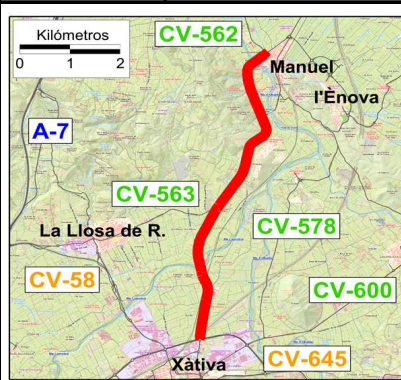 Kilómetros
0 1 2
CV-562
Manuel
l'Ènova
A-7
CV-563
CV-578
La Llosa de R.
CV-58
CV-600
Xàtiva
CV-645